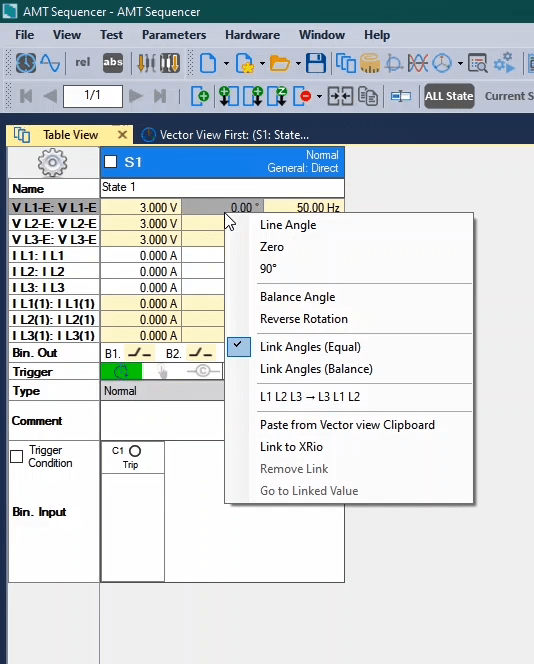 AMT Sequencer - AMT Sequencer
File View Test Parameters Hardware Window Help
rel abs
1/1 ALL State Current S
Table View Vector View First: (S1: State...
S1 Normal
General: Direct
Name State 1
V L1-E: V L1-E 3.000 V 0.00 ° 50.00 Hz
V L2-E: V L2-E 3.000 V
V L3-E: V L3-E 3.000 V
I L1: I L1 0.000 A
I L2: I L2 0.000 A
I L3: I L3 0.000 A
I L1(1): I L1(1) 0.000 A
I L2(1): I L2(1) 0.000 A
I L3(1): I L3(1) 0.000 A
Bin. Out B1. B2.
Trigger
Type Normal
Comment
Trigger
Condition
C1
Trip
Bin. Input
Line Angle
Zero
90°
Balance Angle
Reverse Rotation
Link Angles (Equal)
Link Angles (Balance)
L1 L2 L3 → L3 L1 L2
Paste from Vector view Clipboard
Link to XRio
Remove Link
Go to Linked Value